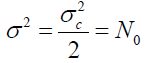 σ² = σ_c²/2 = N₀